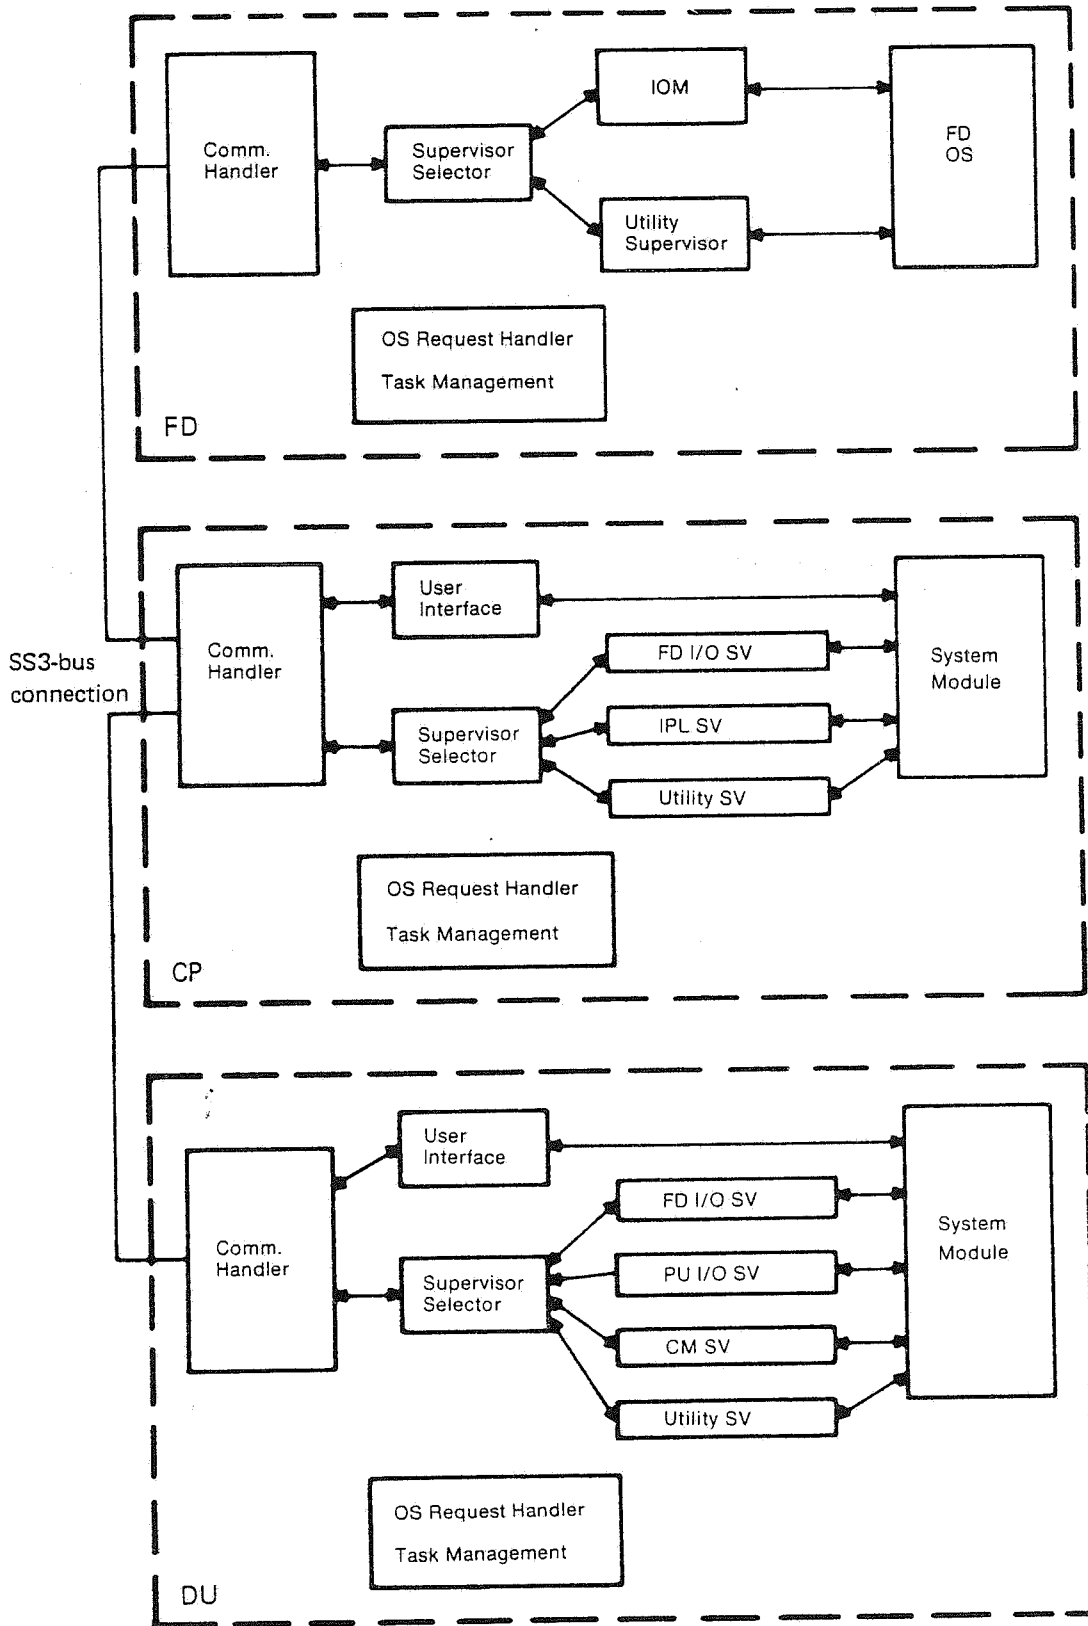 Comm.
Handler
Supervisor
Selector
IOM
Utility
Supervisor
FD
OS
OS Request Handler
Task Management
FD
SS3-bus
connection
Comm.
Handler
User
Interface
Supervisor
Selector
FD I/O SV
IPL SV
Utility SV
System
Module
OS Request Handler
Task Management
CP
Comm.
Handler
User
Interface
Supervisor
Selector
FD I/O SV
PU I/O SV
CM SV
Utility SV
System
Module
OS Request Handler
Task Management
DU